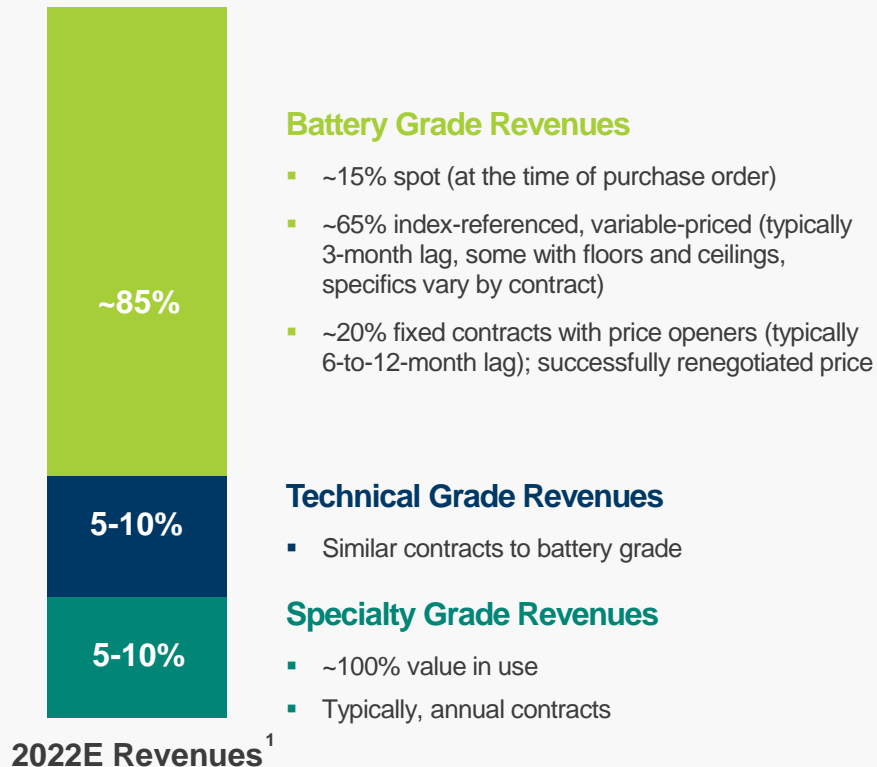 Battery Grade Revenues
▪ ~15% spot (at the time of purchase order)
▪ ~65% index-referenced, variable-priced (typically
3-month lag, some with floors and ceilings,
specifics vary by contract)
~85%
▪ ~20% fixed contracts with price openers (typically
6-to-12-month lag); successfully renegotiated price
Technical Grade Revenues
5-10%
▪ Similar contracts to battery grade
Specialty Grade Revenues
5-10%
▪ ~100% value in use
▪ Typically, annual contracts
2022E Revenues¹